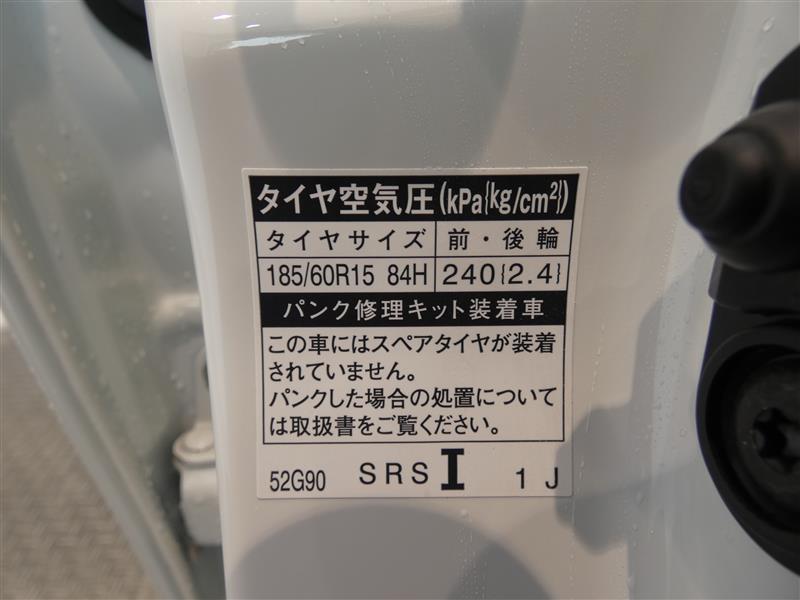 タイヤ空気圧(kPa{kg/cm²})
タイヤサイズ 前・後輪
185/60R15 84H 240{2.4}
パンク修理キット装着車
この車にはスペアタイヤが装着
されていません。
パンクした場合の処置について
は取扱書をご覧ください。
52G90 SRS I 1J